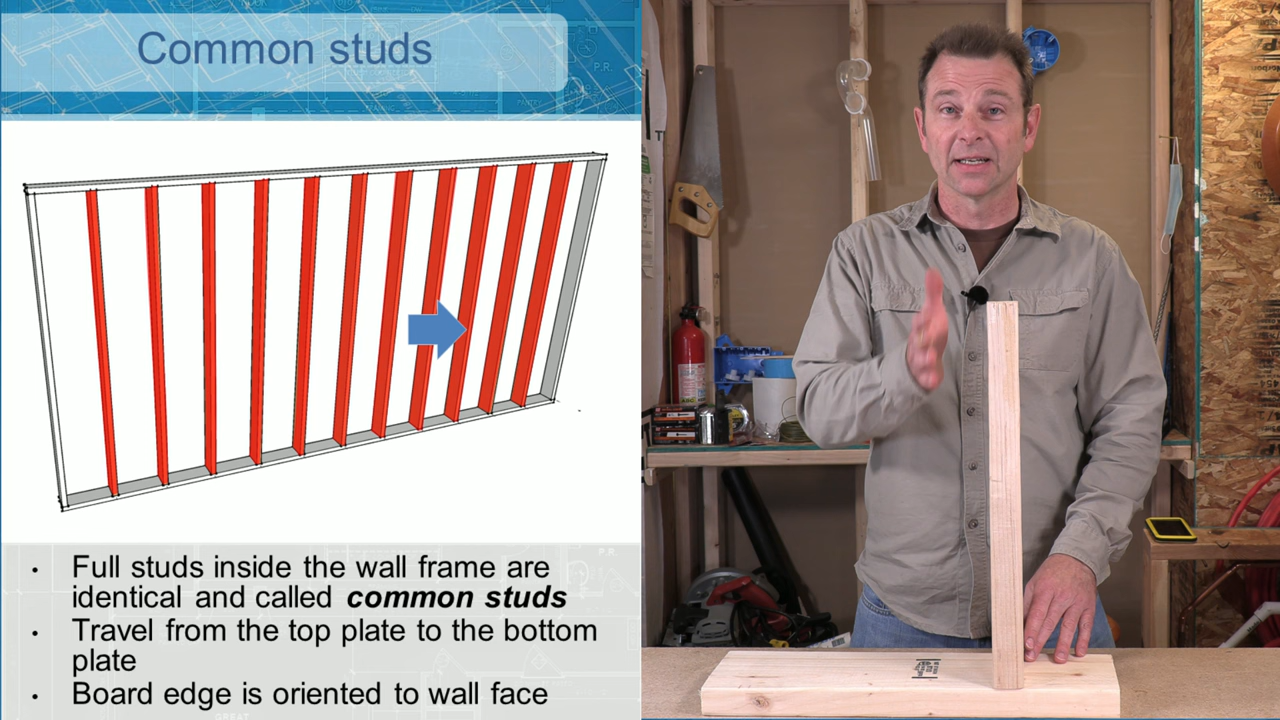 Common studs
• Full studs inside the wall frame are
identical and called common studs
• Travel from the top plate to the bottom
plate
• Board edge is oriented to wall face
P.R.
GREAT